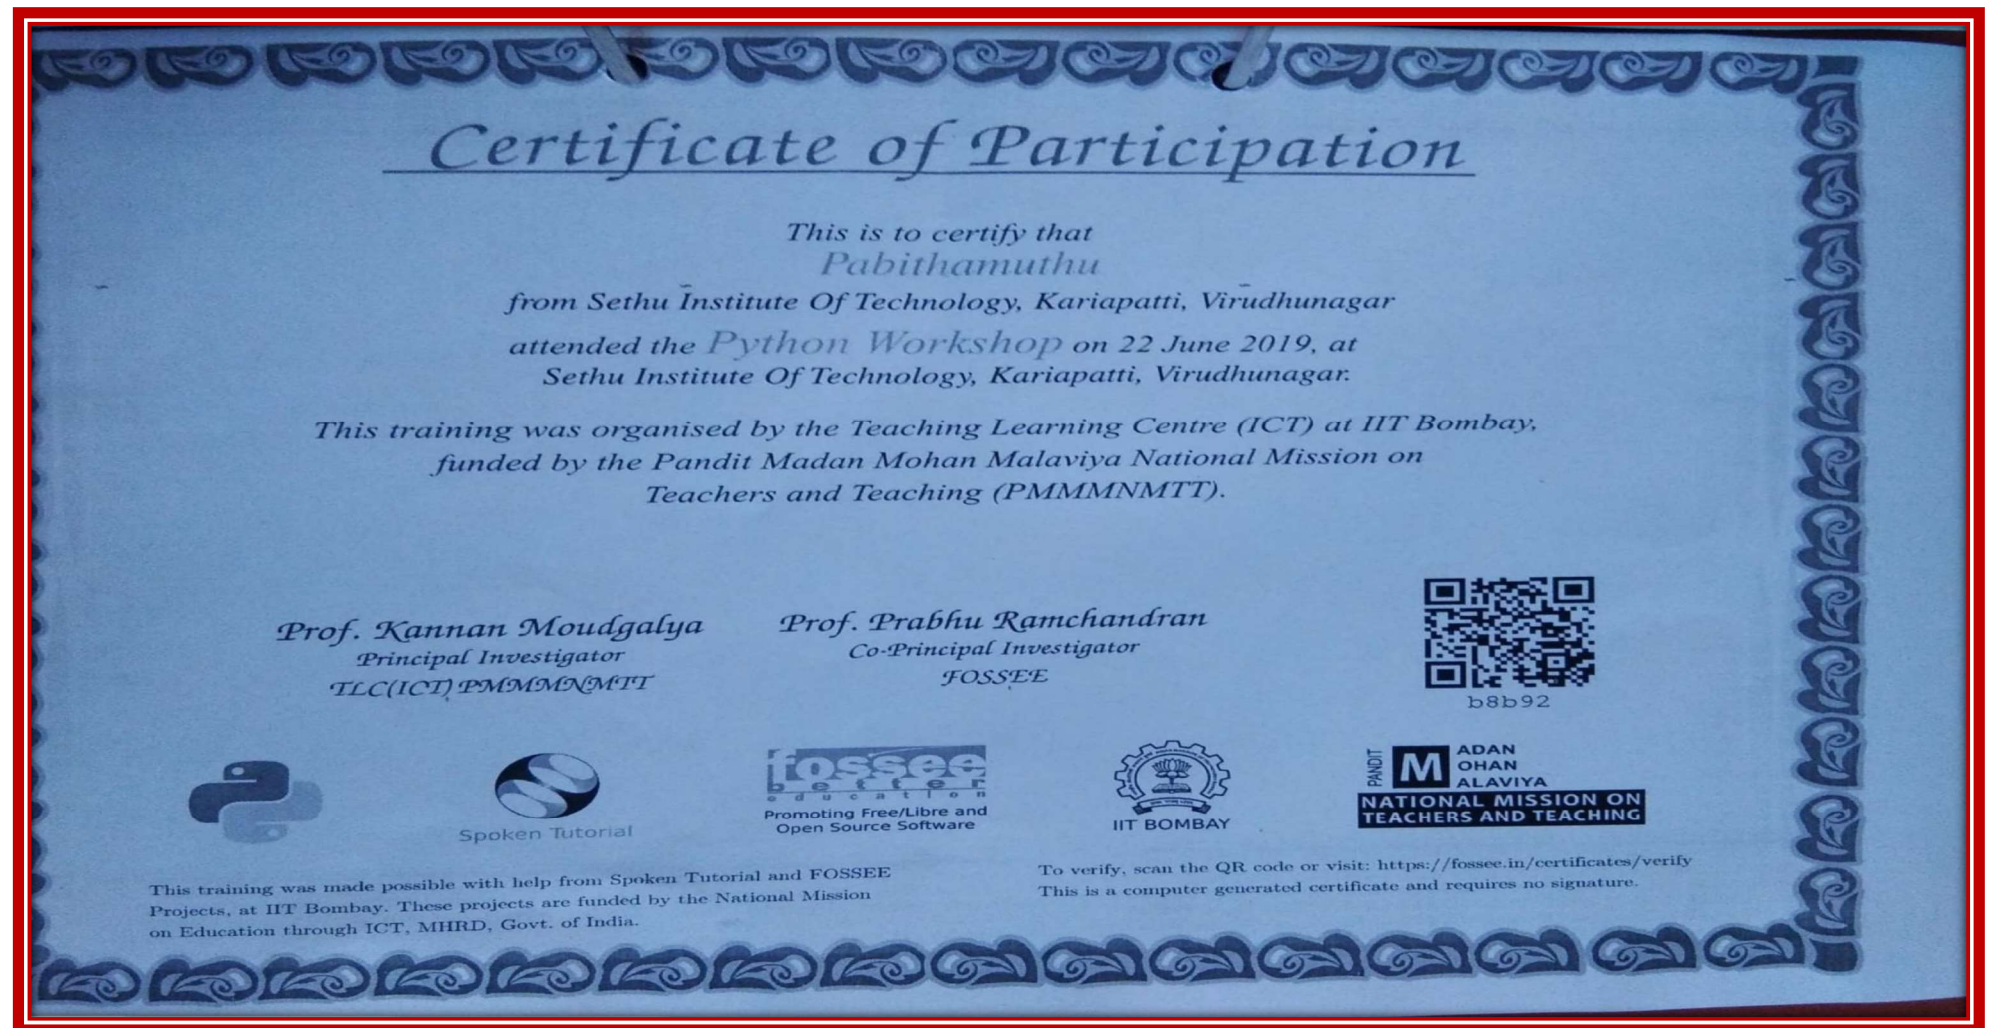 Certificate of Participation
This is to certify that
Pabithamuthu
from Sethu Institute Of Technology, Kariapatti, Virudhunagar
attended the Python Workshop on 22 June 2019, at
Sethu Institute Of Technology, Kariapatti, Virudhunagar.
This training was organised by the Teaching Learning Centre (ICT) at IIT Bombay,
funded by the Pandit Madan Mohan Malaviya National Mission on
Teachers and Teaching (PMMMNMTT).
Prof. Kannan Moudgalya
Principal Investigator
TLC(ICT) PMMMNMTT
Prof. Prabhu Ramchandran
Co-Principal Investigator
FOSSEE
b8b92
Spoken Tutorial
fossee
better
education
Promoting Free/Libre and
Open Source Software
IIT BOMBAY
PANDIT
MADAN
MOHAN
MALAVIYA
NATIONAL MISSION ON
TEACHERS AND TEACHING
This training was made possible with help from Spoken Tutorial and FOSSEE
Projects, at IIT Bombay. These projects are funded by the National Mission
on Education through ICT, MHRD, Govt. of India.
To verify, scan the QR code or visit: https://fossee.in/certificates/verify
This is a computer generated certificate and requires no signature.